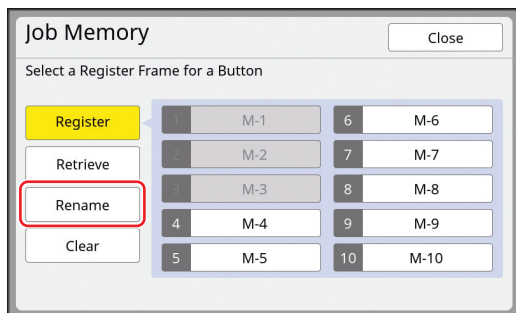 Job Memory
Close
Select a Register Frame for a Button
Register
Retrieve
Rename
Clear
1 M-1
2 M-2
3 M-3
4 M-4
5 M-5
6 M-6
7 M-7
8 M-8
9 M-9
10 M-10